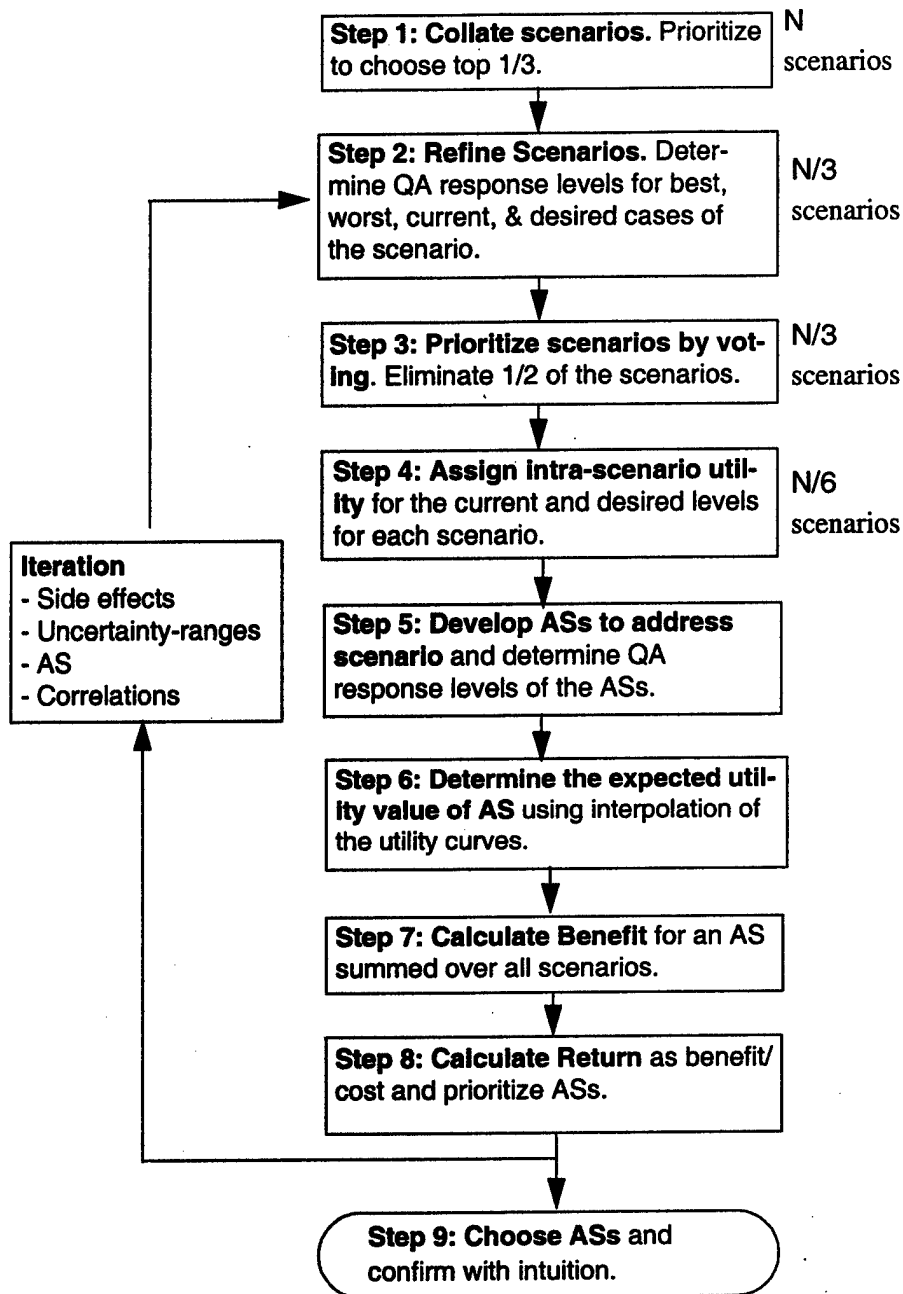 Step 1: Collate scenarios. Prioritize
to choose top 1/3.
N
scenarios
Step 2: Refine Scenarios. Deter-
mine QA response levels for best,
worst, current, & desired cases of
the scenario.
N/3
scenarios
Step 3: Prioritize scenarios by vot-
ing. Eliminate 1/2 of the scenarios.
N/3
scenarios
Step 4: Assign intra-scenario util-
ity for the current and desired levels
for each scenario.
N/6
scenarios
Iteration
- Side effects
- Uncertainty-ranges
- AS
- Correlations
Step 5: Develop ASs to address
scenario and determine QA
response levels of the ASs.
Step 6: Determine the expected util-
ity value of AS using interpolation of
the utility curves.
Step 7: Calculate Benefit for an AS
summed over all scenarios.
Step 8: Calculate Return as benefit/
cost and prioritize ASs.
Step 9: Choose ASs and
confirm with intuition.